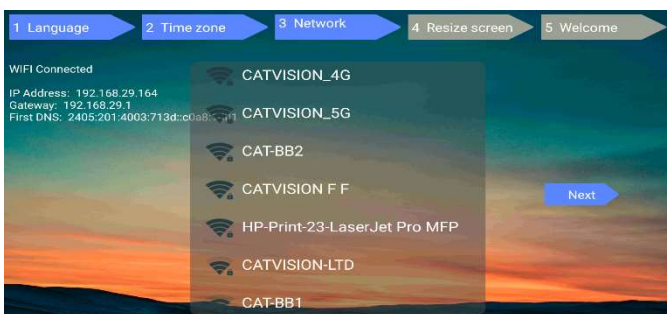 1 Language
2 Time zone
3 Network
4 Resize screen
5 Welcome
WIFI Connected
IP Address: 192.168.29.164
Gateway: 192.168.29.1
First DNS: 2405:201:4003:713d::c0a8:
CATVISION_4G
CATVISION_5G
CAT-BB2
CATVISION F F
HP-Print-23-LaserJet Pro MFP
CATVISION-LTD
CAT-BB1
Next